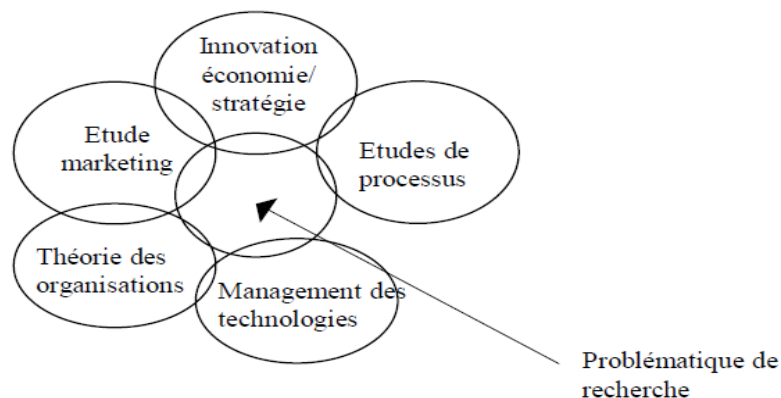 Innovation
économie/
stratégie
Etude
marketing
Etudes de
processus
Théorie des
organisations
Management des
technologies
Problématique de
recherche